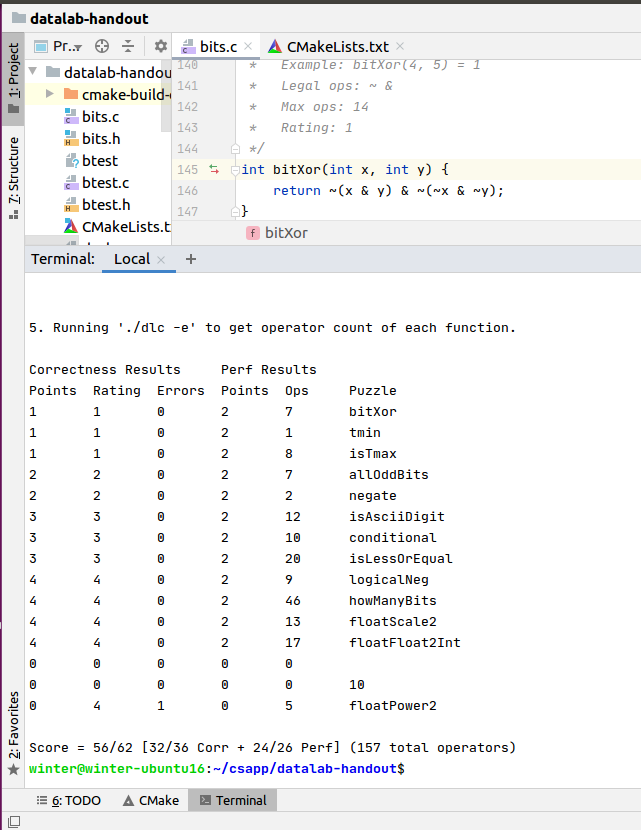 datalab-handout
1: Project
7: Structure
2: Favorites
Pr...
bits.c
CMakeLists.txt
datalab-handout
cmake-build-
bits.c
bits.h
btest
btest.c
btest.h
CMakeLists.t
140 * Example: bitXor(4, 5) = 1
141 * Legal ops: ~ &
142 * Max ops: 14
143 * Rating: 1
144 */
145 int bitXor(int x, int y) {
146 return ~(x & y) & ~(~x & ~y);
147 }
f bitXor
Terminal: Local × +
5. Running './dlc -e' to get operator count of each function.
Correctness Results Perf Results
Points Rating Errors Points Ops Puzzle
1 1 0 2 7 bitXor
1 1 0 2 1 tmin
1 1 0 2 8 isTmax
2 2 0 2 7 allOddBits
2 2 0 2 2 negate
3 3 0 2 12 isAsciiDigit
3 3 0 2 10 conditional
3 3 0 2 20 isLessOrEqual
4 4 0 2 9 logicalNeg
4 4 0 2 46 howManyBits
4 4 0 2 13 floatScale2
4 4 0 2 17 floatFloat2Int
0 0 0 0 0
0 0 0 0 0 10
0 4 1 0 5 floatPower2
Score = 56/62 [32/36 Corr + 24/26 Perf] (157 total operators)
winter@winter-ubuntu16:~/csapp/datalab-handout$
6: TODO
CMake
Terminal